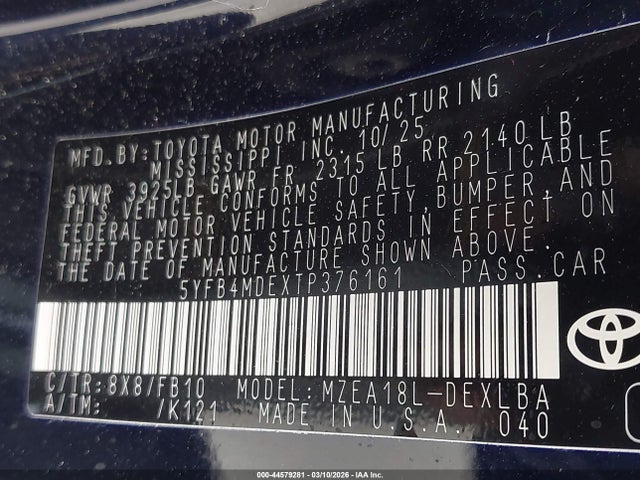 MFD.BY:TOYOTA MOTOR MANUFACTURING
MISSISSIPPI INC. 10/25
GVWR 3925LB GAWR FR 2315 LB RR 2140 LB
THIS VEHICLE CONFORMS TO ALL APPLICABLE
FEDERAL MOTOR VEHICLE SAFETY,BUMPER,AND
THEFT PREVENTION STANDARDS IN EFFECT ON
THE DATE OF MANUFACTURE SHOWN ABOVE.
5YFB4MDEXTP376161 PASS.CAR
C/TR:8X8/FB10 MODEL:MZEA18L-DEXLBA
A/TM: /K121 MADE IN U.S.A. 040
000-44579281 - 03/10/2026 - IAA Inc.